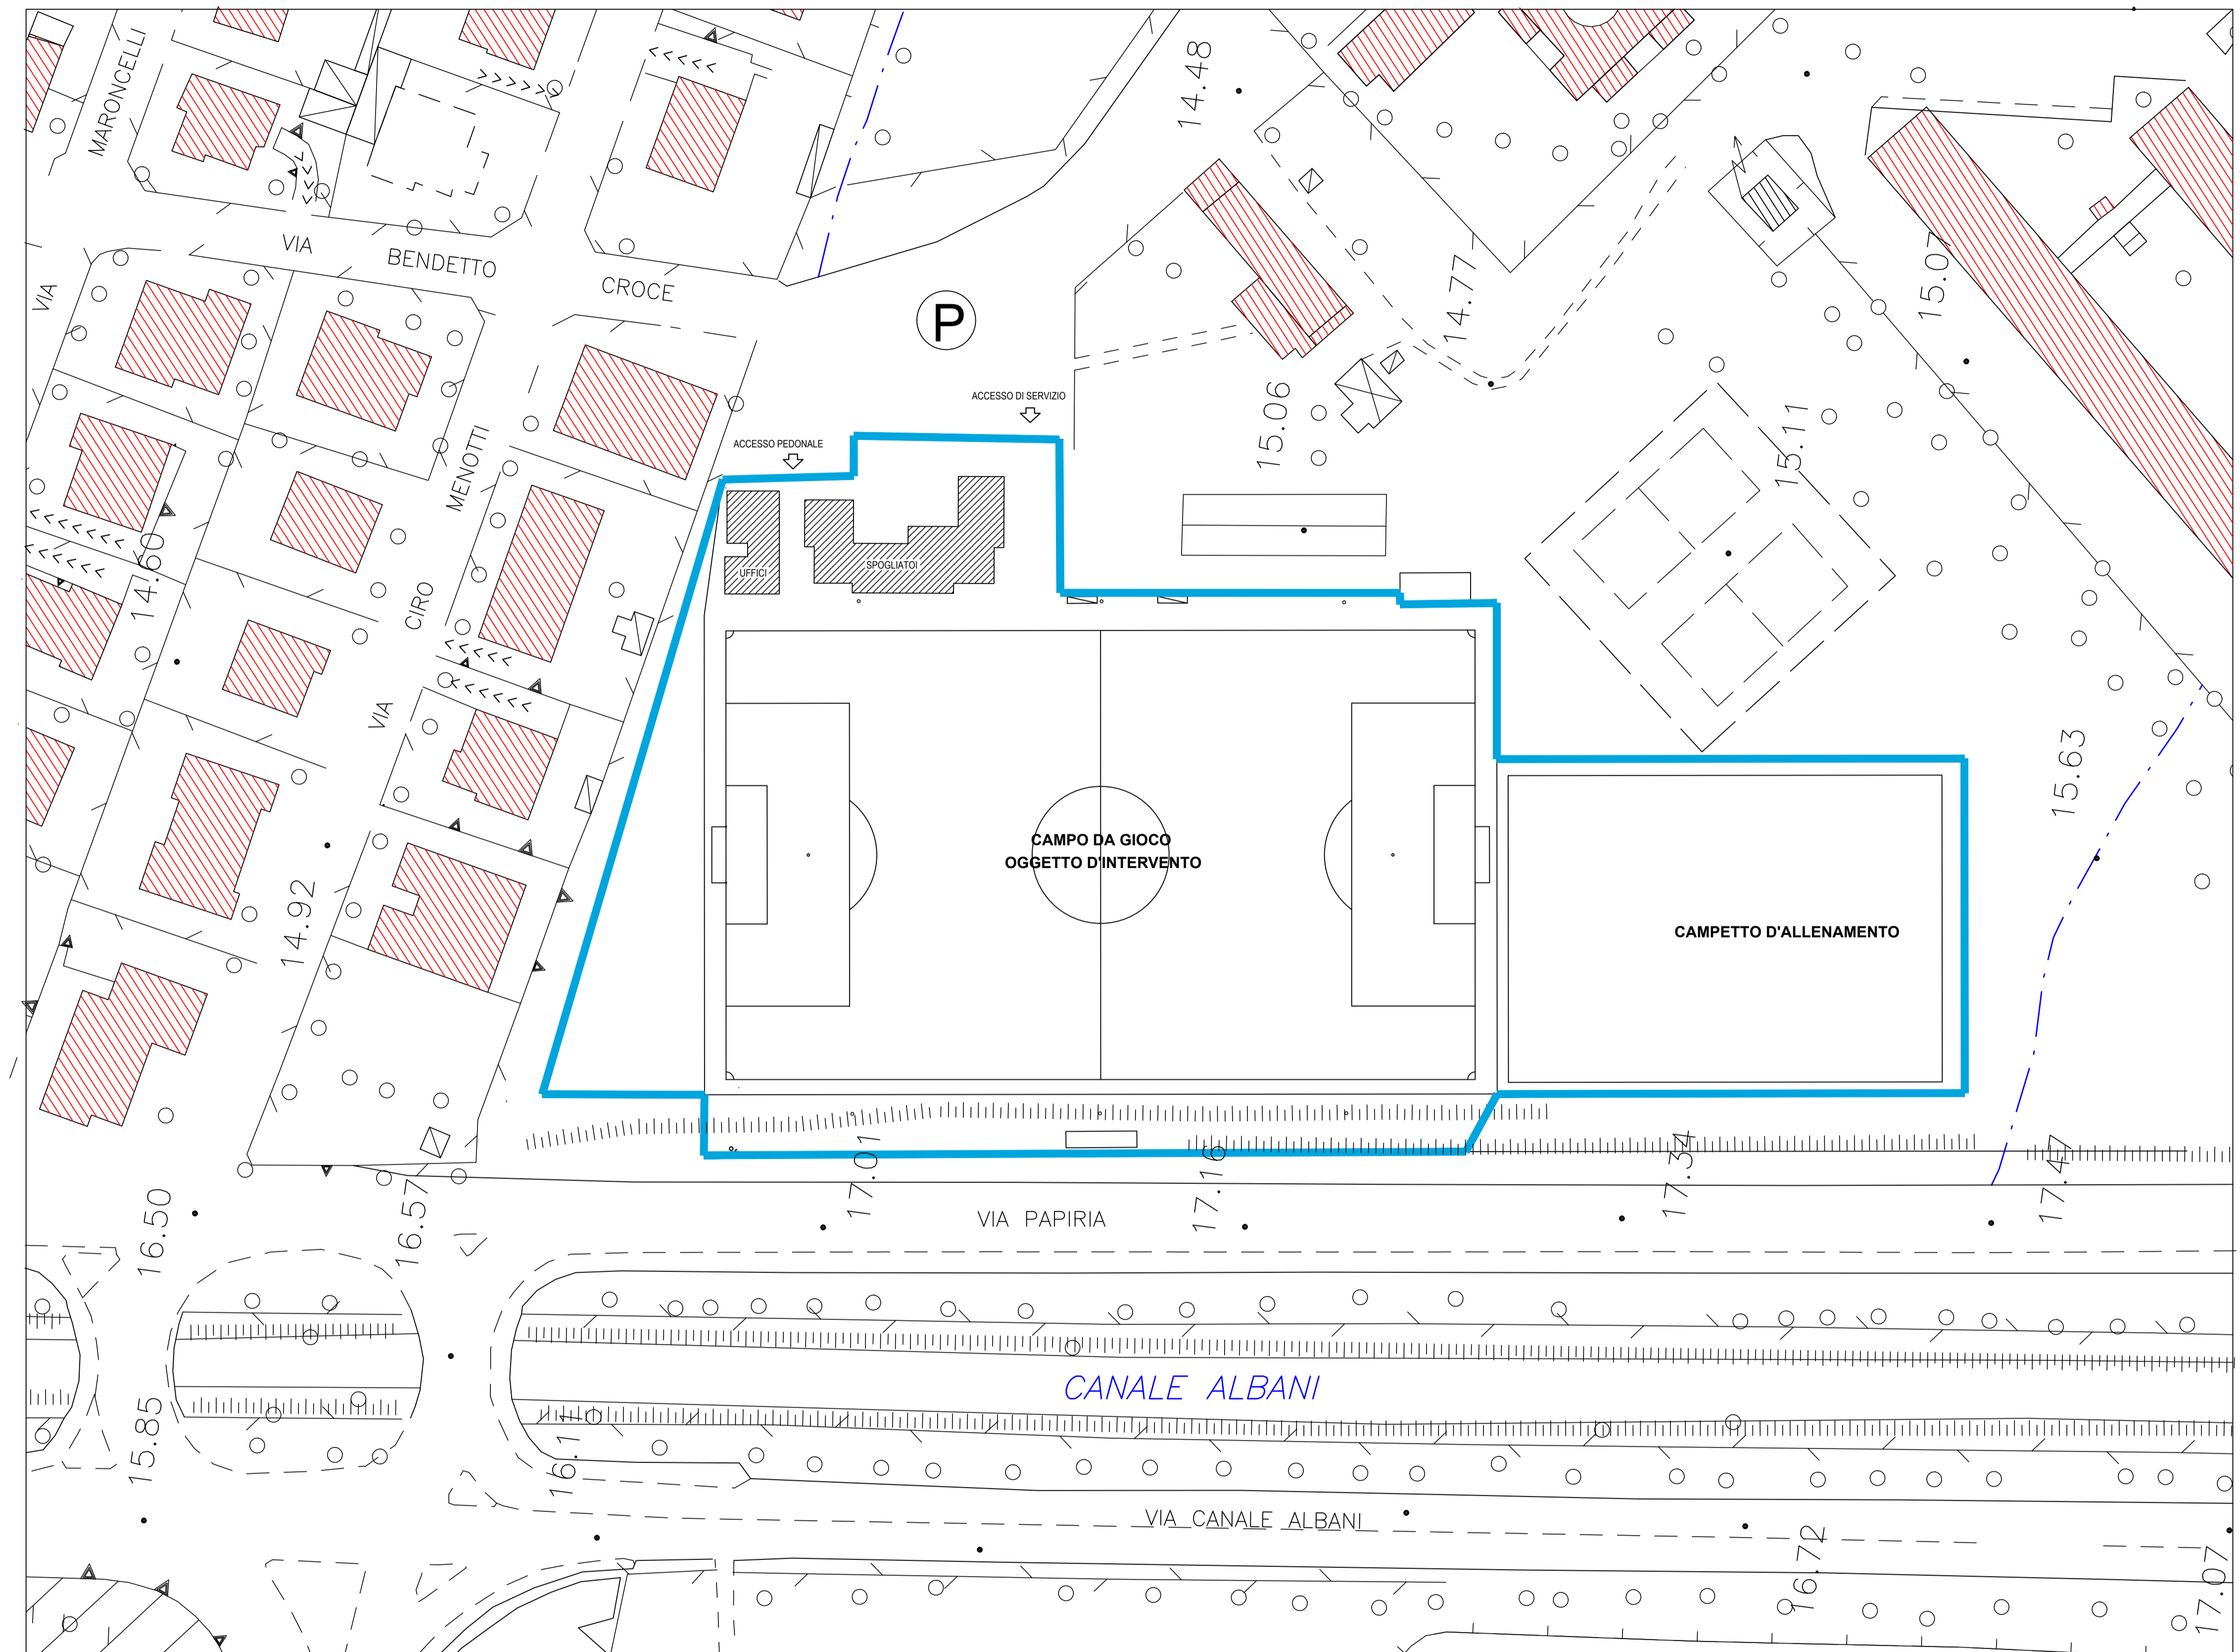 MARONCELLI
VIA
14.48
VIA
BENDETTO
CROCE
P
14.77
15.07
ACCESSO DI SERVIZIO
ACCESSO PEDONALE
15.06
15.11
MENOTTI
CIRO
VIA
14.60
UFFICI
SPOGLIATOI
15.63
CAMPO DA GIOCO
OGGETTO D'INTERVENTO
CAMPETTO D'ALLENAMENTO
14.92
16.50
16.57
17.01
17.16
17.34
17.47
VIA PAPIRIA
CANALE ALBANI
15.85
16.11
VIA CANALE ALBANI
16.72
17.07